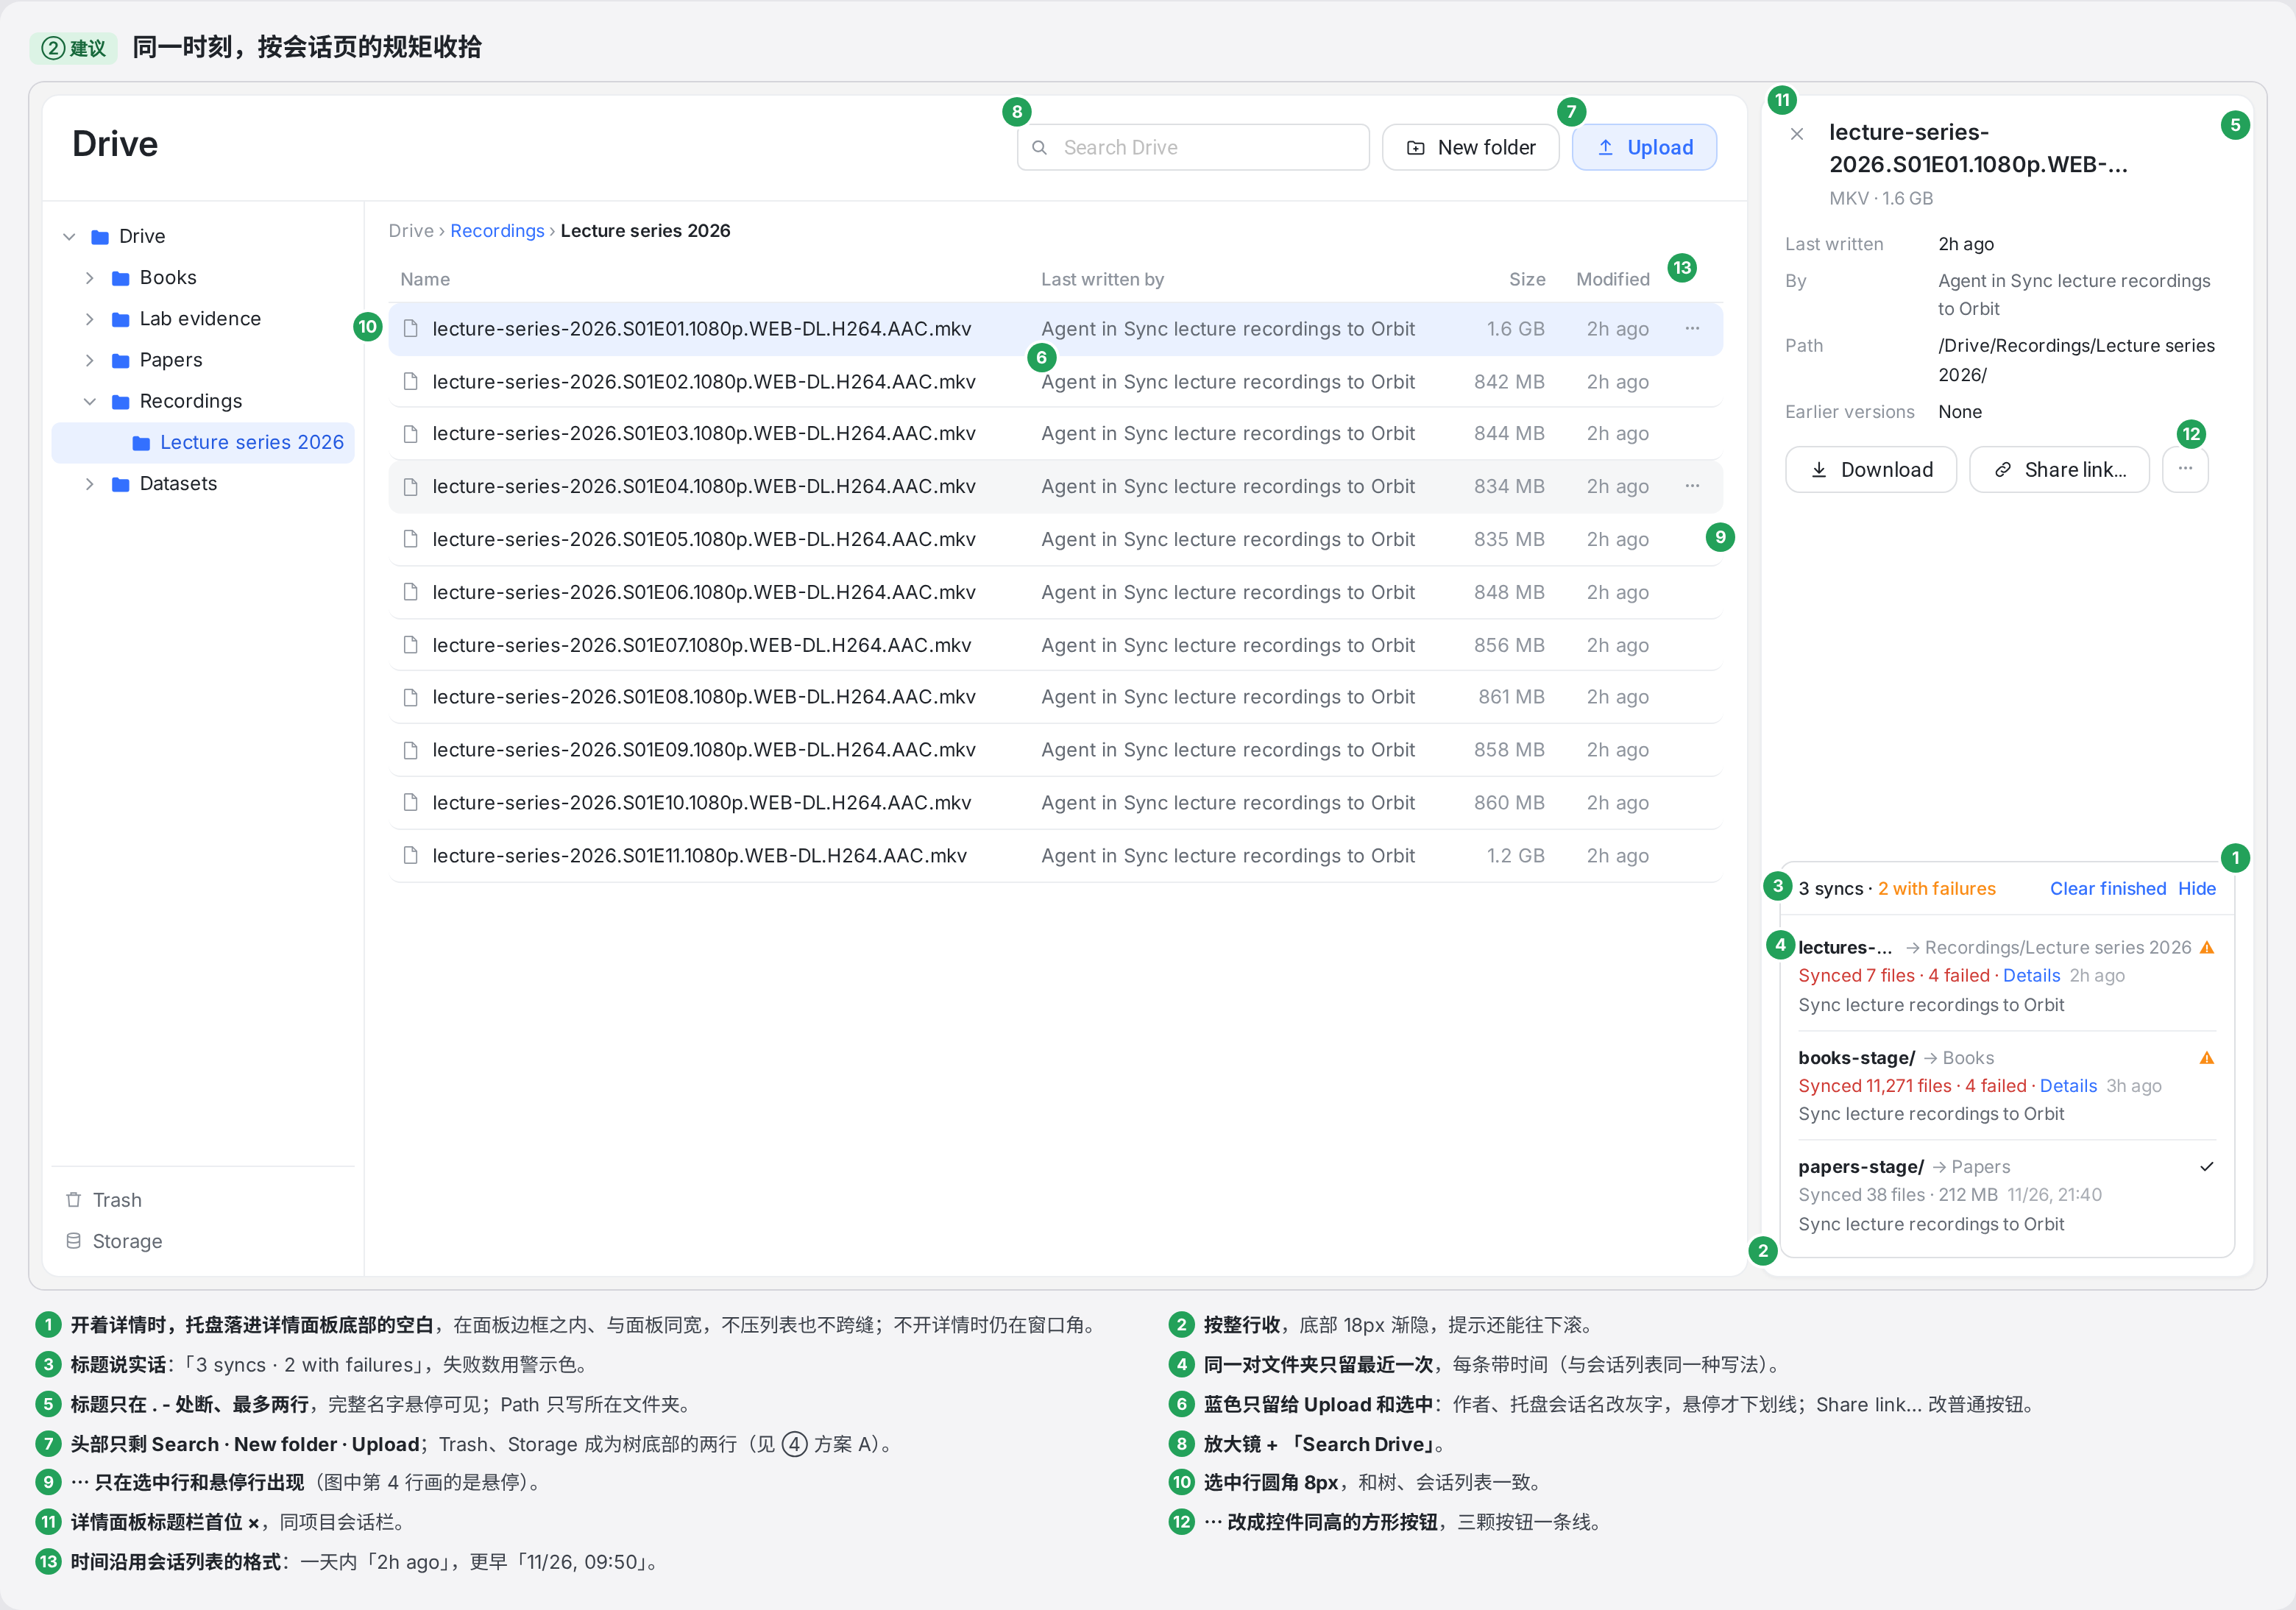 ② 建议 同一时刻，按会话页的规矩收拾
Drive
8
Search Drive
New folder
7
Upload
Drive
Books
Lab evidence
Papers
Recordings
Lecture series 2026
Datasets
Trash
Storage
Drive › Recordings › Lecture series 2026
Name Last written by Size Modified 13
10
lecture-series-2026.S01E01.1080p.WEB-DL.H264.AAC.mkv Agent in Sync lecture recordings to Orbit 1.6 GB 2h ago ···
6
lecture-series-2026.S01E02.1080p.WEB-DL.H264.AAC.mkv Agent in Sync lecture recordings to Orbit 842 MB 2h ago
lecture-series-2026.S01E03.1080p.WEB-DL.H264.AAC.mkv Agent in Sync lecture recordings to Orbit 844 MB 2h ago
lecture-series-2026.S01E04.1080p.WEB-DL.H264.AAC.mkv Agent in Sync lecture recordings to Orbit 834 MB 2h ago ···
lecture-series-2026.S01E05.1080p.WEB-DL.H264.AAC.mkv Agent in Sync lecture recordings to Orbit 835 MB 2h ago 9
lecture-series-2026.S01E06.1080p.WEB-DL.H264.AAC.mkv Agent in Sync lecture recordings to Orbit 848 MB 2h ago
lecture-series-2026.S01E07.1080p.WEB-DL.H264.AAC.mkv Agent in Sync lecture recordings to Orbit 856 MB 2h ago
lecture-series-2026.S01E08.1080p.WEB-DL.H264.AAC.mkv Agent in Sync lecture recordings to Orbit 861 MB 2h ago
lecture-series-2026.S01E09.1080p.WEB-DL.H264.AAC.mkv Agent in Sync lecture recordings to Orbit 858 MB 2h ago
lecture-series-2026.S01E10.1080p.WEB-DL.H264.AAC.mkv Agent in Sync lecture recordings to Orbit 860 MB 2h ago
lecture-series-2026.S01E11.1080p.WEB-DL.H264.AAC.mkv Agent in Sync lecture recordings to Orbit 1.2 GB 2h ago
11
5
lecture-series-
2026.S01E01.1080p.WEB-...
MKV · 1.6 GB
Last written 2h ago
By Agent in Sync lecture recordings
to Orbit
Path /Drive/Recordings/Lecture series
2026/
Earlier versions None
12
Download Share link... ···
1
3 3 syncs · 2 with failures Clear finished Hide
4 lectures-... → Recordings/Lecture series 2026
Synced 7 files · 4 failed · Details 2h ago
Sync lecture recordings to Orbit
books-stage/ → Books
Synced 11,271 files · 4 failed · Details 3h ago
Sync lecture recordings to Orbit
papers-stage/ → Papers
Synced 38 files · 212 MB 11/26, 21:40
Sync lecture recordings to Orbit
2
1 开着详情时，托盘落进详情面板底部的空白，在面板边框之内、与面板同宽，不压列表也不跨缝；不开详情时仍在窗口角。
2 按整行收，底部 18px 渐隐，提示还能往下滚。
3 标题说实话：「3 syncs · 2 with failures」，失败数用警示色。
4 同一对文件夹只留最近一次，每条带时间（与会话列表同一种写法）。
5 标题只在 . - 处断、最多两行，完整名字悬停可见；Path 只写所在文件夹。
6 蓝色只留给 Upload 和选中：作者、托盘会话名改灰字，悬停才下划线；Share link... 改普通按钮。
7 头部只剩 Search · New folder · Upload；Trash、Storage 成为树底部的两行（见 ④ 方案 A）。
8 放大镜 + 「Search Drive」。
9 ··· 只在选中行和悬停行出现（图中第 4 行画的是悬停）。
10 选中行圆角 8px，和树、会话列表一致。
11 详情面板标题栏首位 ×，同项目会话栏。
12 ··· 改成控件同高的方形按钮，三颗按钮一条线。
13 时间沿用会话列表的格式：一天内「2h ago」，更早「11/26, 09:50」。